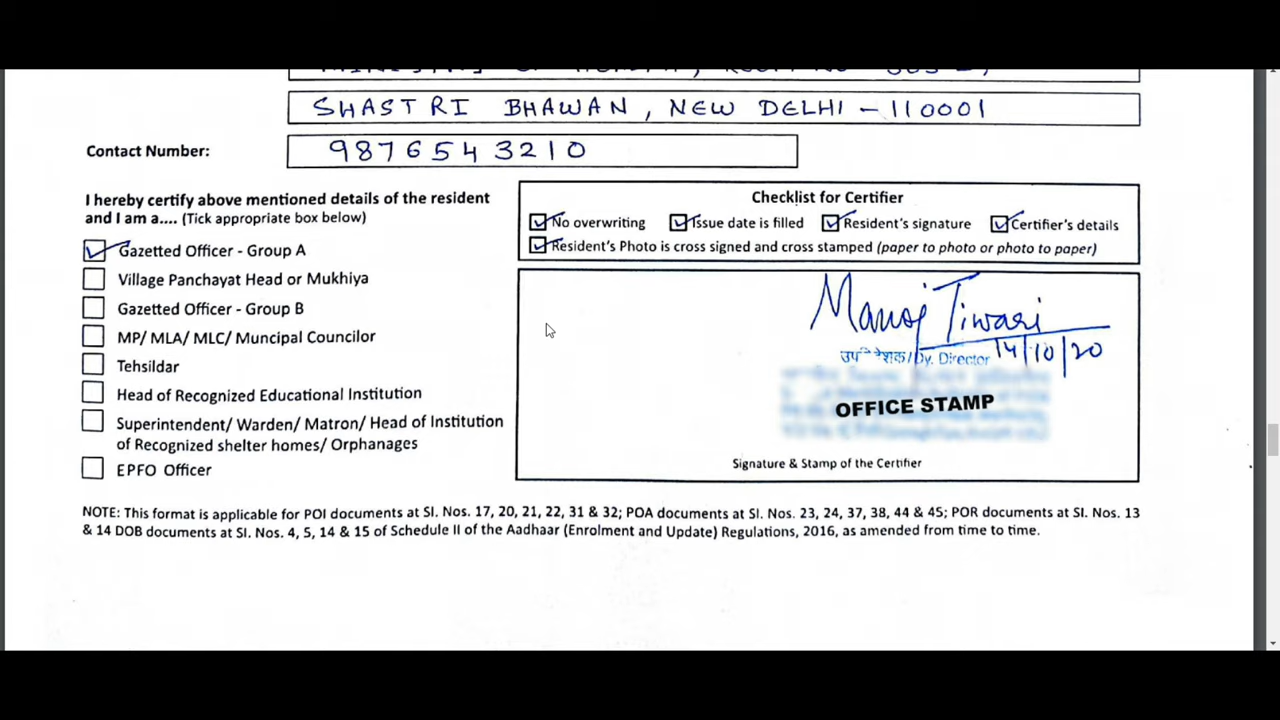 SHASTRI BHAWAN, NEW DELHI - 110001
Contact Number: 9876543210
I hereby certify above mentioned details of the resident
and I am a.... (Tick appropriate box below)
Gazetted Officer - Group A
Village Panchayat Head or Mukhiya
Gazetted Officer - Group B
MP/ MLA/ MLC/ Muncipal Councilor
Tehsildar
Head of Recognized Educational Institution
Superintendent/ Warden/ Matron/ Head of Institution
of Recognized shelter homes/ Orphanages
EPFO Officer
Checklist for Certifier
No overwriting Issue date is filled Resident's signature Certifier's details
Resident's Photo is cross signed and cross stamped (paper to photo or photo to paper)
Manoj Tiwari
Dy. Director 14/10/20
OFFICE STAMP
Signature & Stamp of the Certifier
NOTE: This format is applicable for POI documents at SI. Nos. 17, 20, 21, 22, 31 & 32; POA documents at SI. Nos. 23, 24, 37, 38, 44 & 45; POR documents at SI. Nos. 13
& 14 DOB documents at SI. Nos. 4, 5, 14 & 15 of Schedule II of the Aadhaar (Enrolment and Update) Regulations, 2016, as amended from time to time.